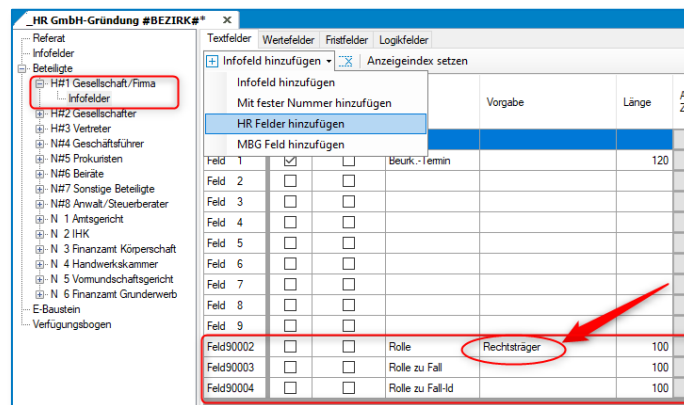 _HR GmbH-Gründung #BEZIRK#* ×
Referat
Infofelder
Beteiligte
H#1 Gesellschaft/Firma
Infofelder
H#2 Gesellschafter
H#3 Vertreter
N#4 Geschäftsführer
N#5 Prokuristen
N#6 Beiräte
N#7 Sonstige Beteiligte
N#8 Anwalt/Steuerberater
N 1 Amtsgericht
N 2 IHK
N 3 Finanzamt Körperschaft
N 4 Handwerkskammer
N 5 Vormundschaftsgericht
N 6 Finanzamt Grunderwerb
E-Baustein
Verfügungsbogen
Textfelder Wertefelder Fristfelder Logikfelder
Infofeld hinzufügen Anzeigeindex setzen
Infofeld hinzufügen
Mit fester Nummer hinzufügen
HR Felder hinzufügen
MBG Feld hinzufügen
Vorgabe Länge
Feld 1 Beurk.-Termin 120
Feld 2
Feld 3
Feld 4
Feld 5
Feld 6
Feld 7
Feld 8
Feld 9
Feld90002 Rolle Rechtsträger 100
Feld90003 Rolle zu Fall 100
Feld90004 Rolle zu Fall-Id 100